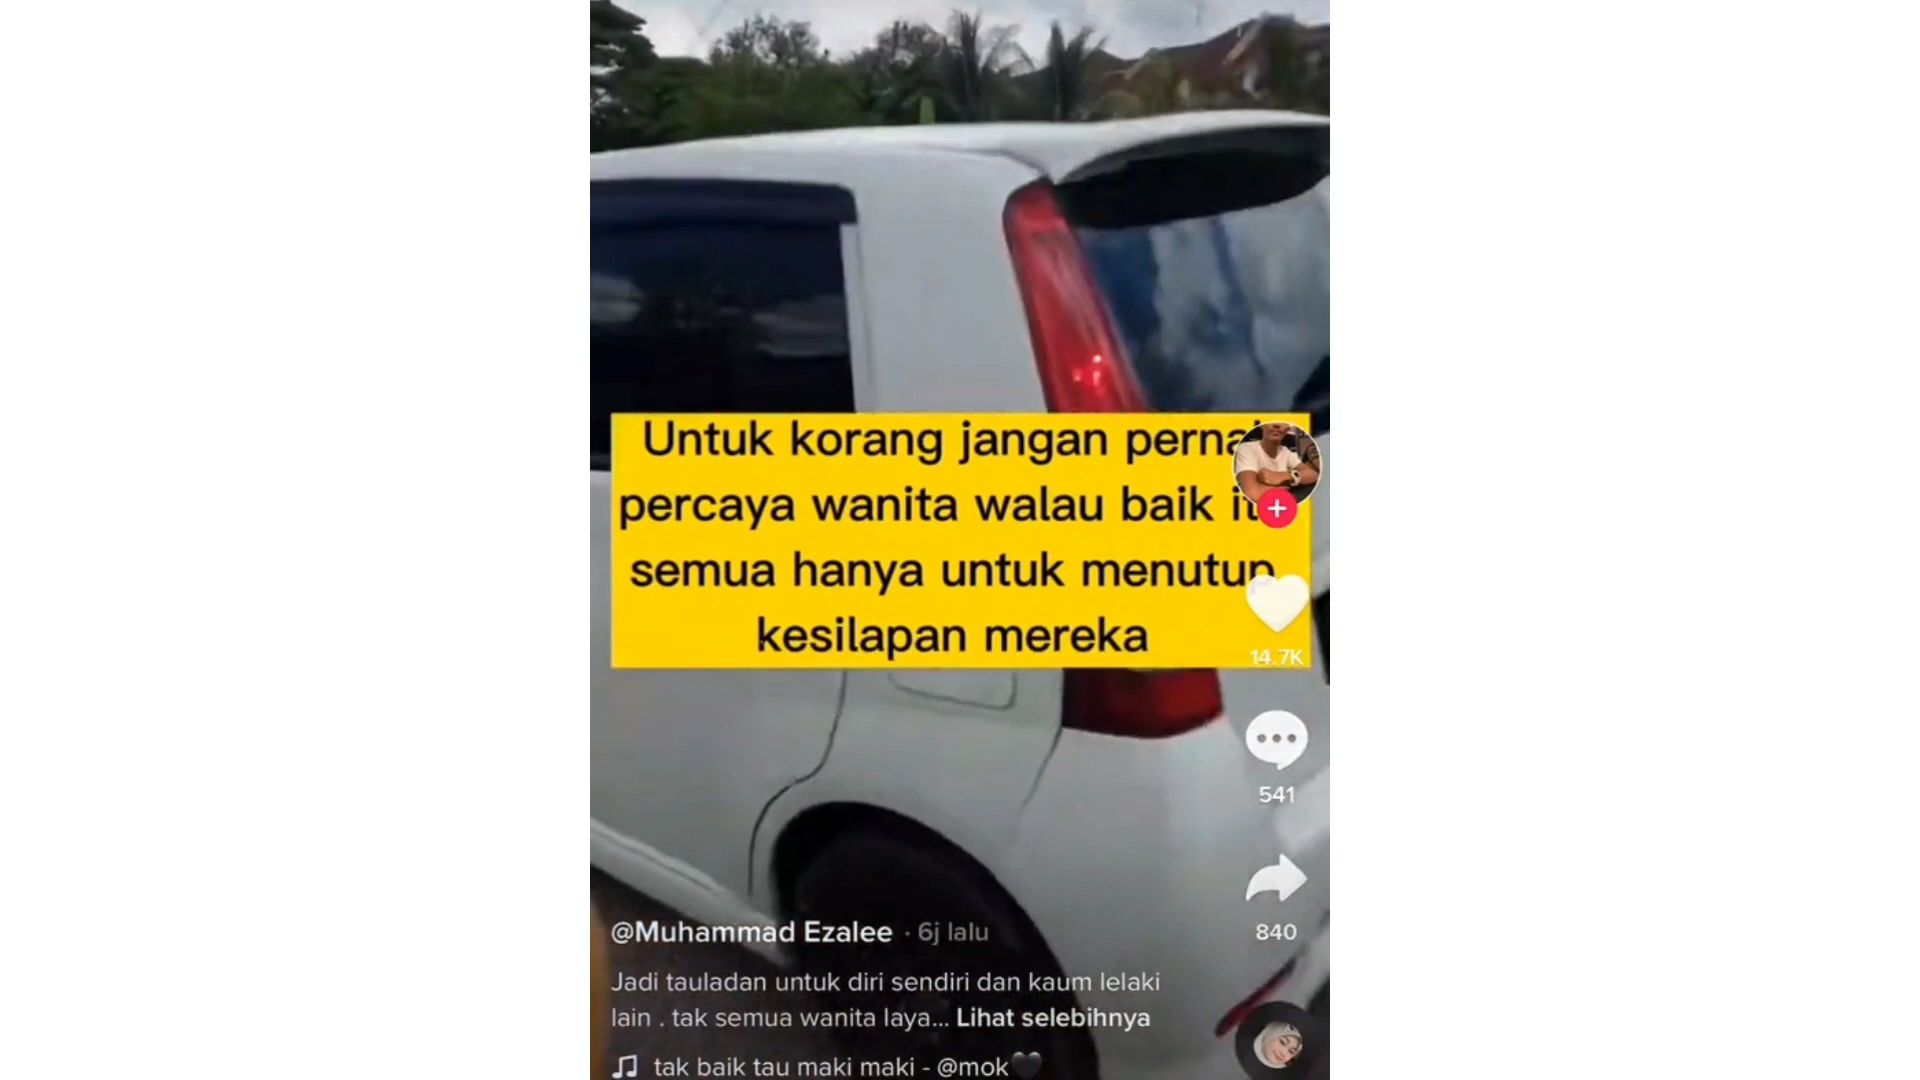 Untuk korang jangan
percaya wanita walau baik
semua hanya untuk menutup
kesilapan mereka
14.7K
541
840
@Muhammad Ezalee · 6j lalu
Jadi tauladan untuk diri sendiri dan kaum lelaki
lain . tak semua wanita laya... Lihat selebihnya
tak baik tau maki maki - @mok🖤